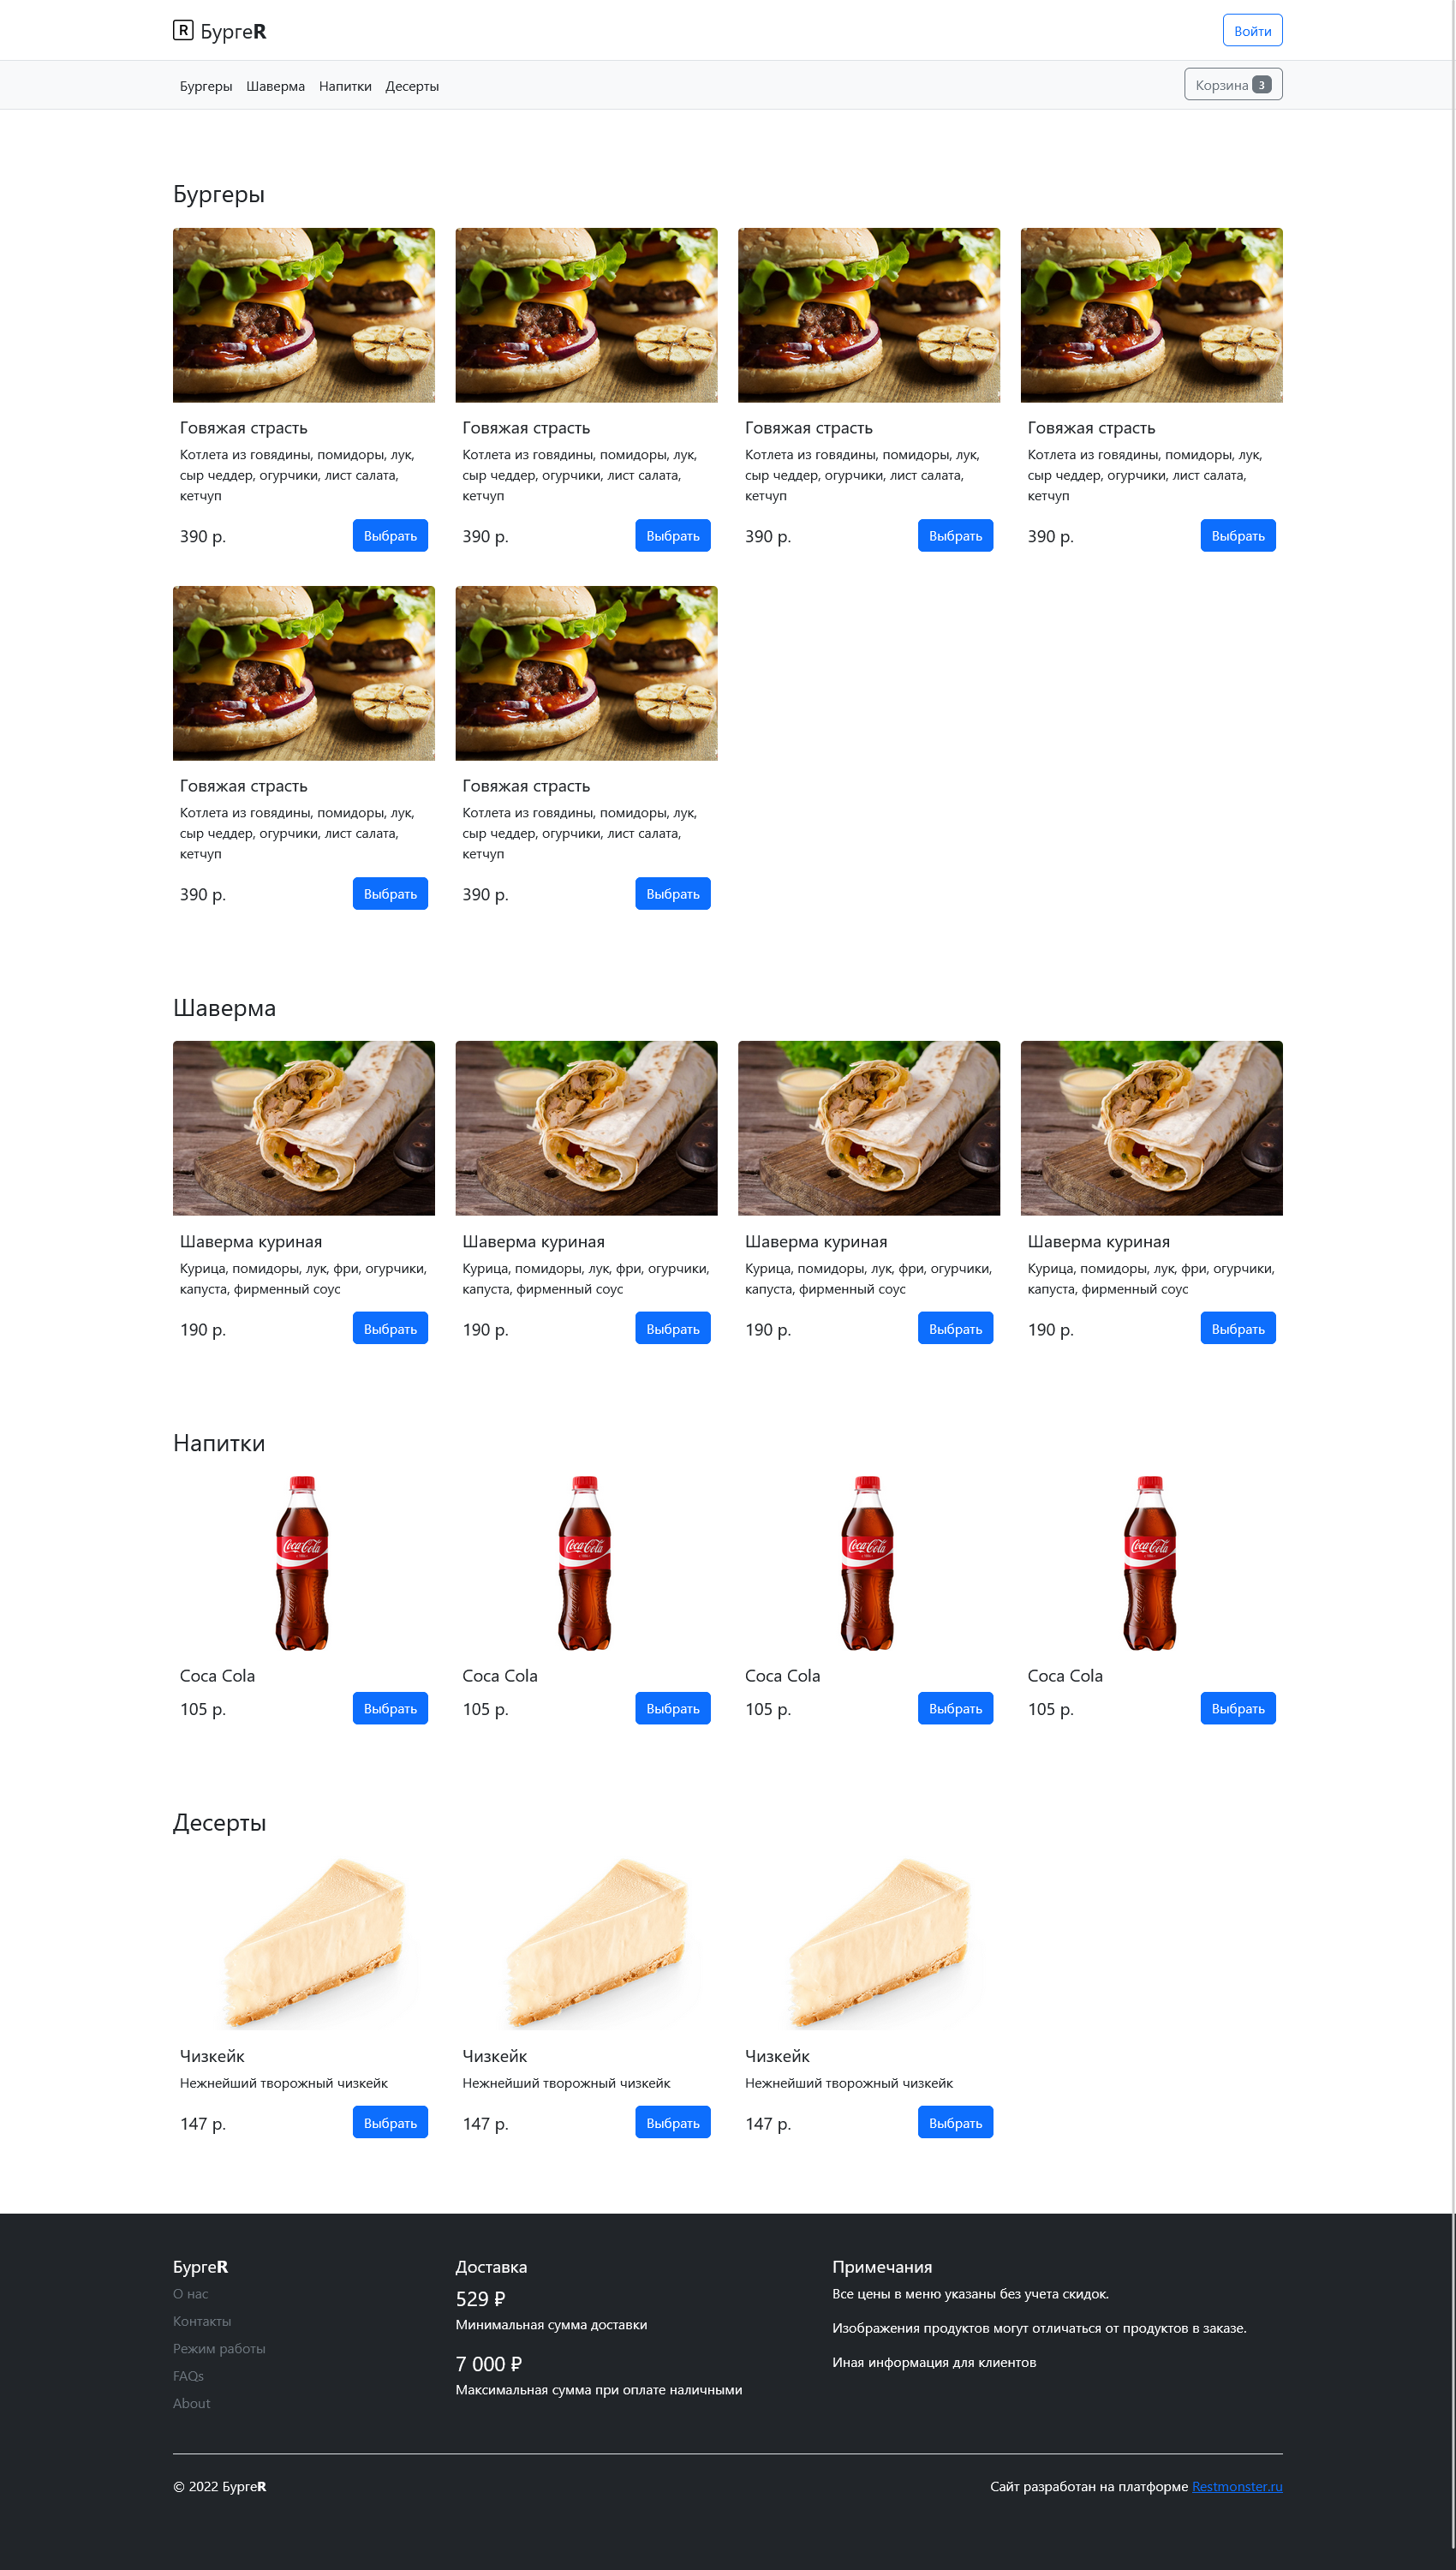 R БургеR
Войти
Бургеры Шаверма Напитки Десерты
Корзина 3
Бургеры
Говяжая страсть Говяжая страсть Говяжая страсть Говяжая страсть
Котлета из говядины, помидоры, лук, Котлета из говядины, помидоры, лук, Котлета из говядины, помидоры, лук, Котлета из говядины, помидоры, лук,
сыр чеддер, огурчики, лист салата, сыр чеддер, огурчики, лист салата, сыр чеддер, огурчики, лист салата, сыр чеддер, огурчики, лист салата,
кетчуп кетчуп кетчуп кетчуп
390 р. Выбрать 390 р. Выбрать 390 р. Выбрать 390 р. Выбрать
Говяжая страсть Говяжая страсть
Котлета из говядины, помидоры, лук, Котлета из говядины, помидоры, лук,
сыр чеддер, огурчики, лист салата, сыр чеддер, огурчики, лист салата,
кетчуп кетчуп
390 р. Выбрать 390 р. Выбрать
Шаверма
Шаверма куриная Шаверма куриная Шаверма куриная Шаверма куриная
Курица, помидоры, лук, фри, огурчики, Курица, помидоры, лук, фри, огурчики, Курица, помидоры, лук, фри, огурчики, Курица, помидоры, лук, фри, огурчики,
капуста, фирменный соус капуста, фирменный соус капуста, фирменный соус капуста, фирменный соус
190 р. Выбрать 190 р. Выбрать 190 р. Выбрать 190 р. Выбрать
Напитки
Coca-Cola Coca-Cola Coca-Cola Coca-Cola
Coca Cola Coca Cola Coca Cola Coca Cola
105 р. Выбрать 105 р. Выбрать 105 р. Выбрать 105 р. Выбрать
Десерты
Чизкейк Чизкейк Чизкейк
Нежнейший творожный чизкейк Нежнейший творожный чизкейк Нежнейший творожный чизкейк
147 р. Выбрать 147 р. Выбрать 147 р. Выбрать
БургеR
О нас
Контакты
Режим работы
FAQs
About
Доставка
529 ₽
Минимальная сумма доставки
7 000 ₽
Максимальная сумма при оплате наличными
Примечания
Все цены в меню указаны без учета скидок.
Изображения продуктов могут отличаться от продуктов в заказе.
Иная информация для клиентов
© 2022 БургеR
Сайт разработан на платформе Restmonster.ru